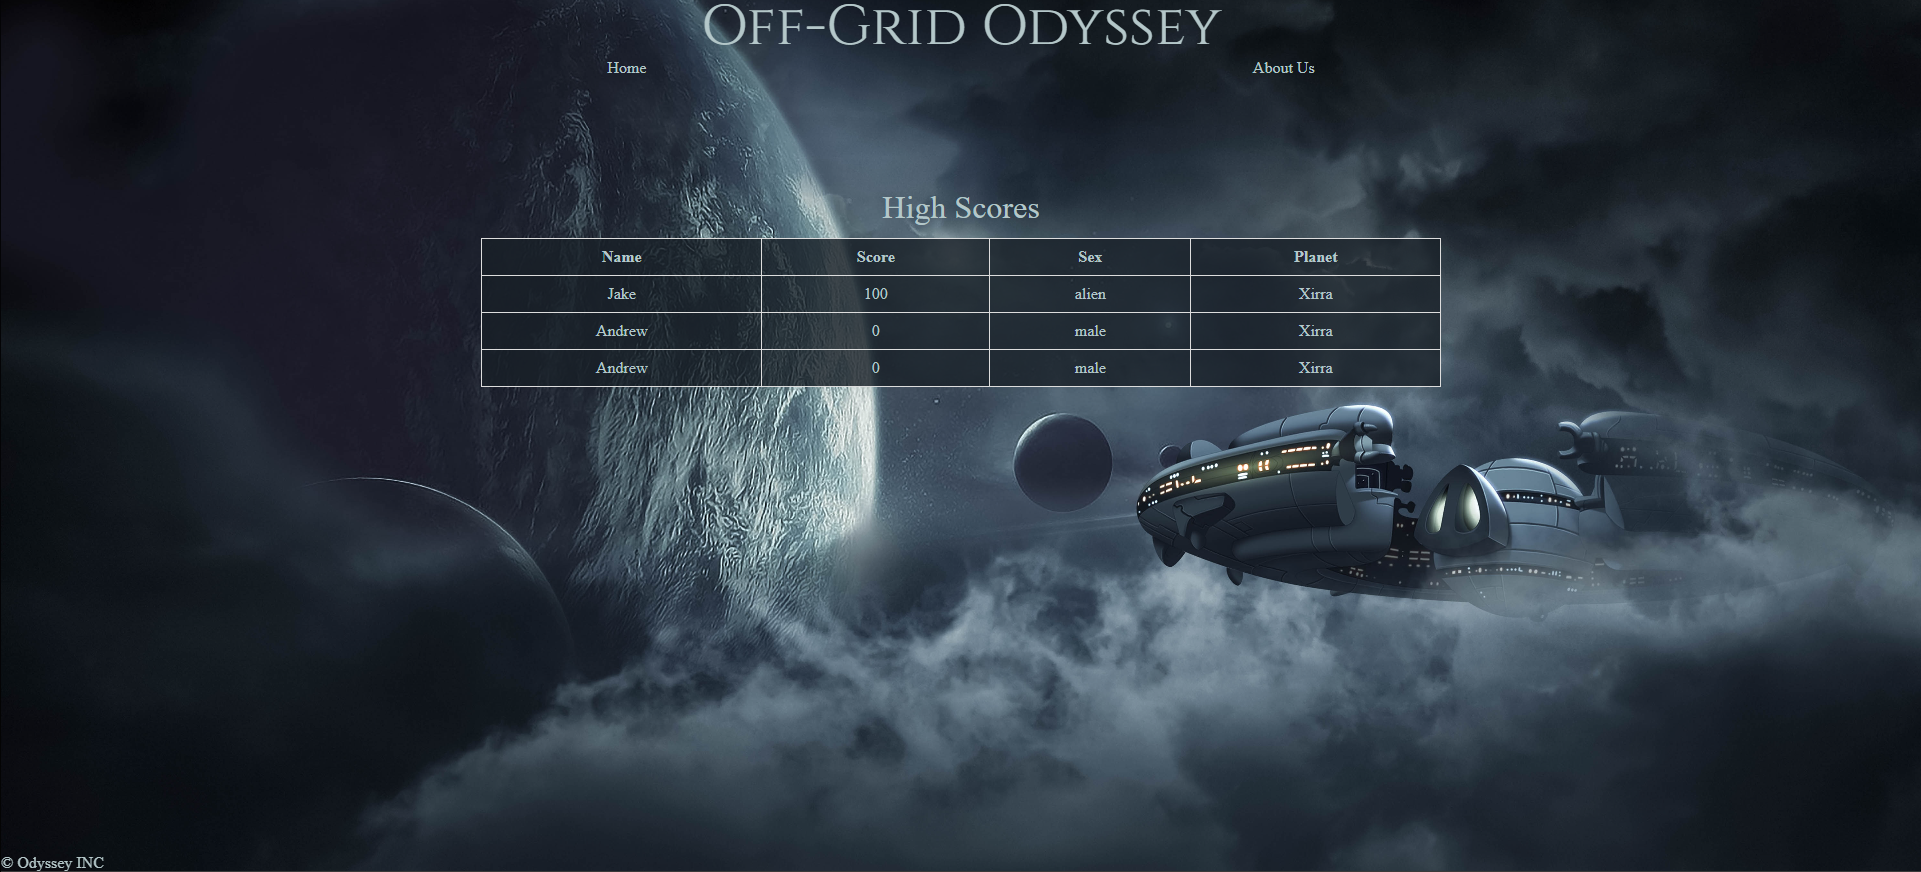 Off-Grid Odyssey
Home About Us
High Scores
Name Score Sex Planet
Jake 100 alien Xirra
Andrew 0 male Xirra
Andrew 0 male Xirra
© Odyssey INC